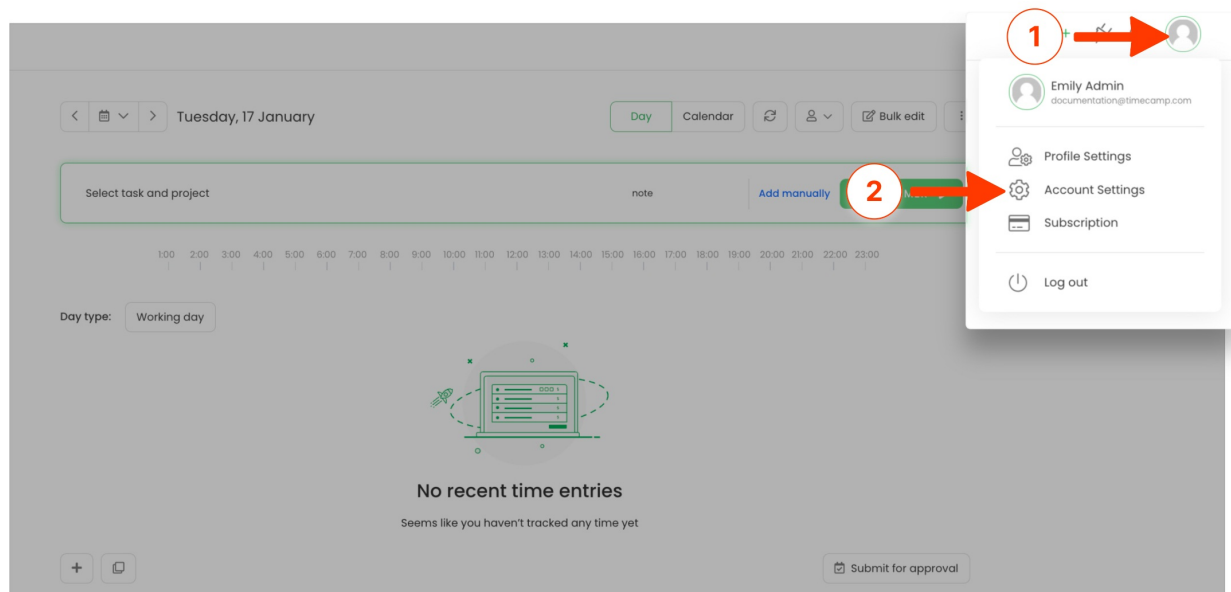 1
+
Emily Admin
documentation@timecamp.com
Tuesday, 17 January
Day Calendar
Bulk edit
Profile Settings
Select task and project
note
Add manually
2
Account Settings
Subscription
1:00 2:00 3:00 4:00 5:00 6:00 7:00 8:00 9:00 10:00 11:00 12:00 13:00 14:00 15:00 16:00 17:00 18:00 19:00 20:00 21:00 22:00 23:00
Log out
Day type: Working day
No recent time entries
Seems like you haven't tracked any time yet
+
Submit for approval